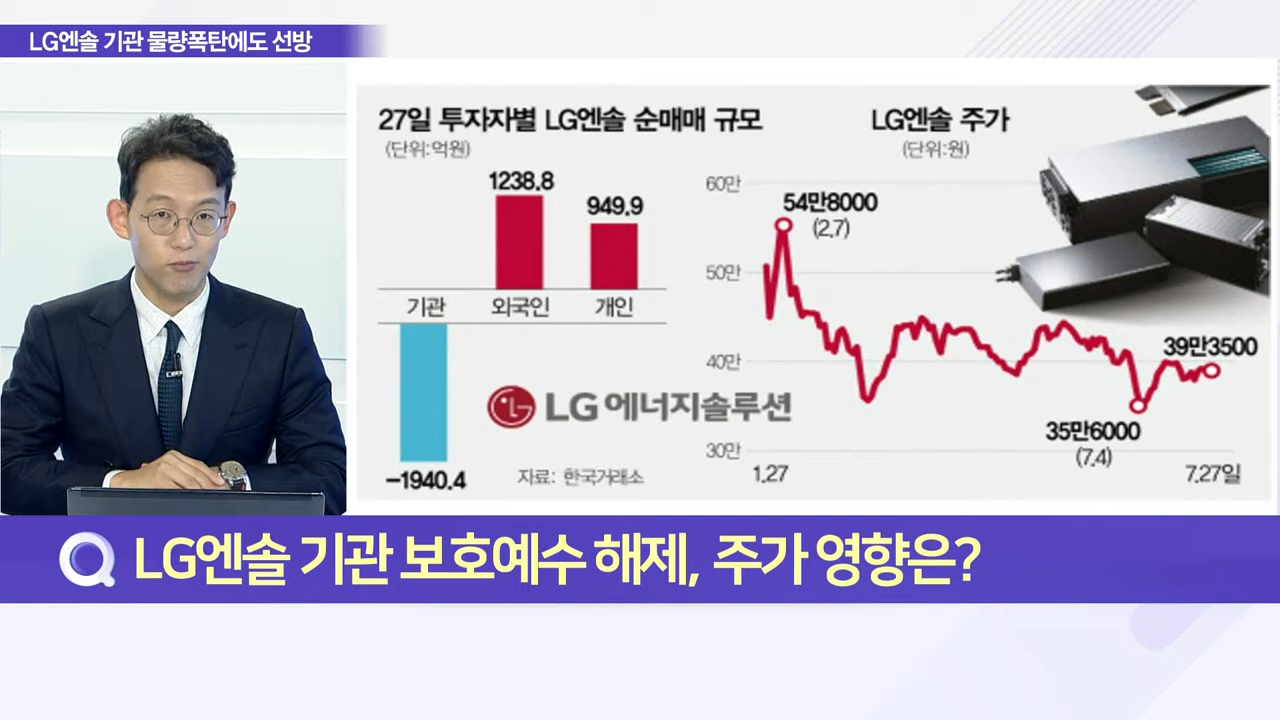 LG엔솔 기관 물량폭탄에도 선방
27일 투자자별 LG엔솔 순매매 규모
(단위:억원)
1238.8
949.9
기관 외국인 개인
-1940.4
LG에너지솔루션
자료: 한국거래소
LG엔솔 주가
(단위:원)
60만
54만8000
(2.7)
50만
40만
39만3500
35만6000
(7.4)
30만
1.27
7.27일
LG엔솔 기관 보호예수 해제, 주가 영향은?